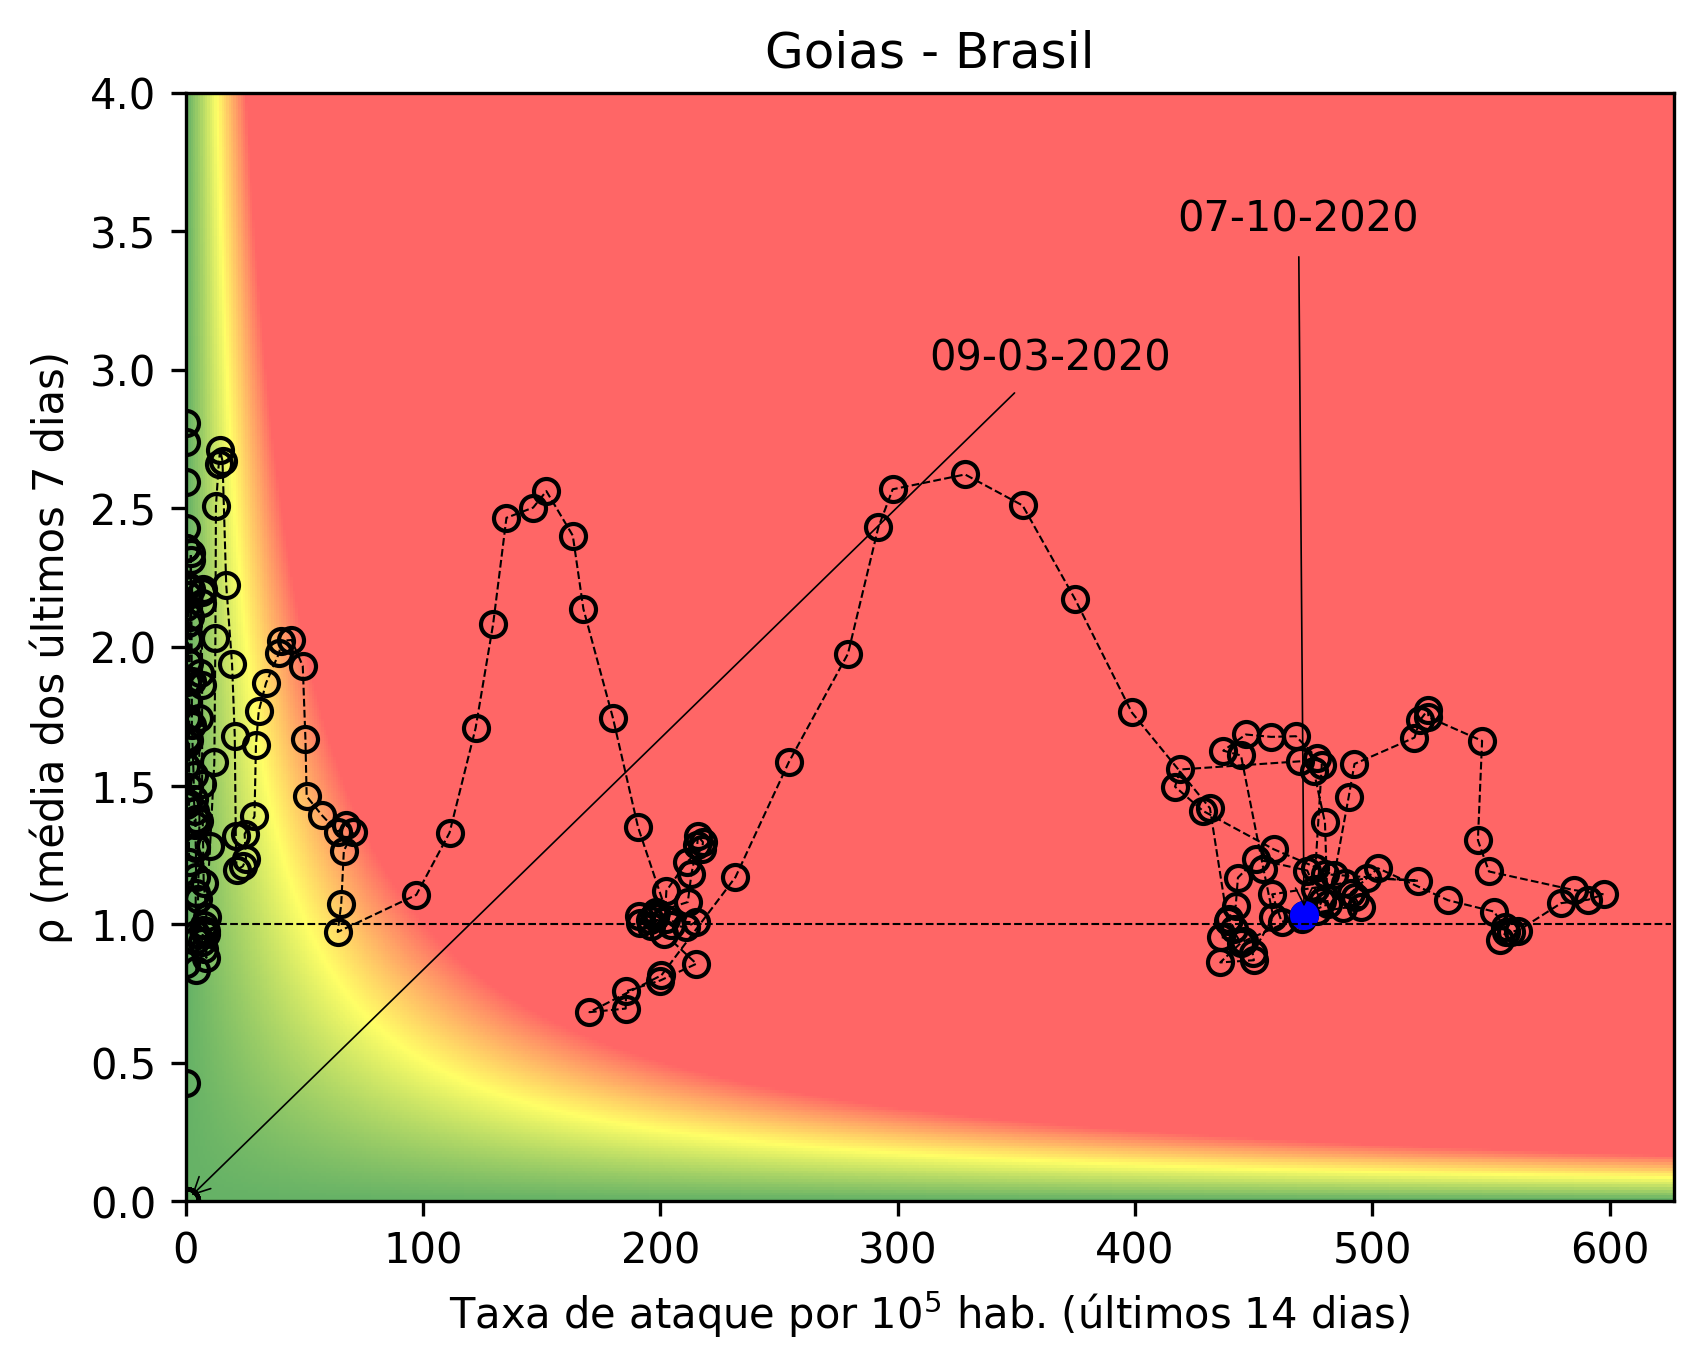 Goias - Brasil
4.0
3.5
3.0
2.5
2.0
1.5
1.0
0.5
0.0
07-10-2020
09-03-2020
ρ (média dos últimos 7 dias)
0 100 200 300 400 500 600
Taxa de ataque por 10⁵ hab. (últimos 14 dias)